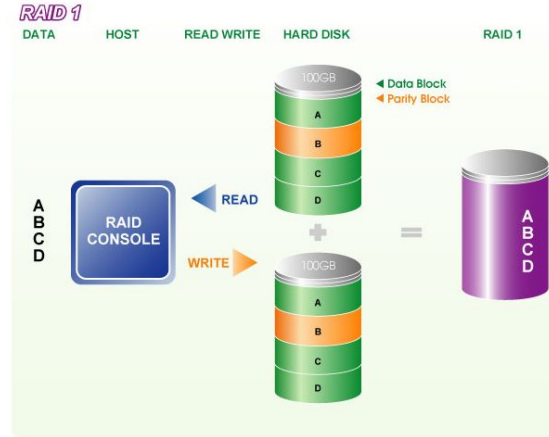 RAID 1
DATA HOST READ WRITE HARD DISK RAID 1
100GB
Data Block
Parity Block
A
B
C
D
READ
WRITE
A
B
C
D
RAID
CONSOLE
+
=
100GB
A
B
C
D
A
B
C
D